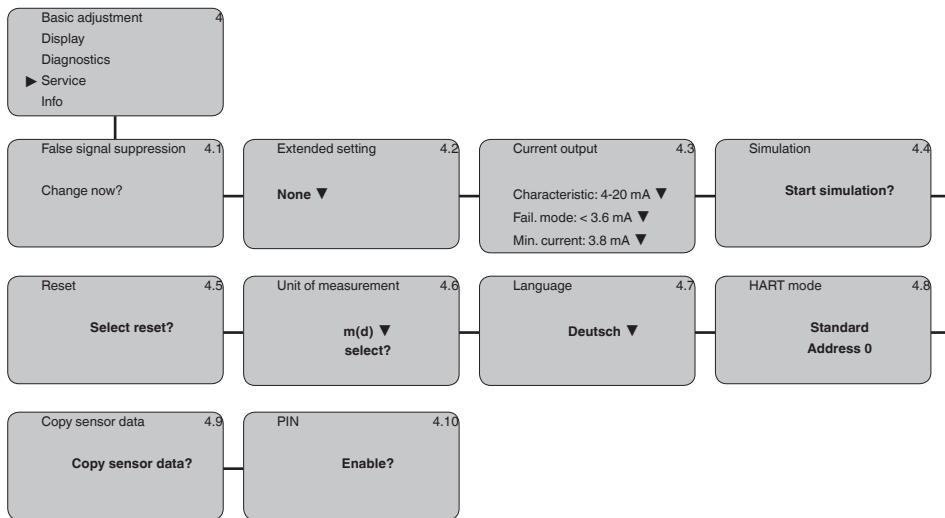 Basic adjustment 4
Display
Diagnostics
▶ Service
Info
False signal suppression 4.1
Change now?
Extended setting 4.2
None ▼
Current output 4.3
Characteristic: 4-20 mA ▼
Fail. mode: < 3.6 mA ▼
Min. current: 3.8 mA ▼
Simulation 4.4
Start simulation?
Reset 4.5
Select reset?
Unit of measurement 4.6
m(d) ▼
select?
Language 4.7
Deutsch ▼
HART mode 4.8
Standard
Address 0
Copy sensor data 4.9
Copy sensor data?
PIN 4.10
Enable?